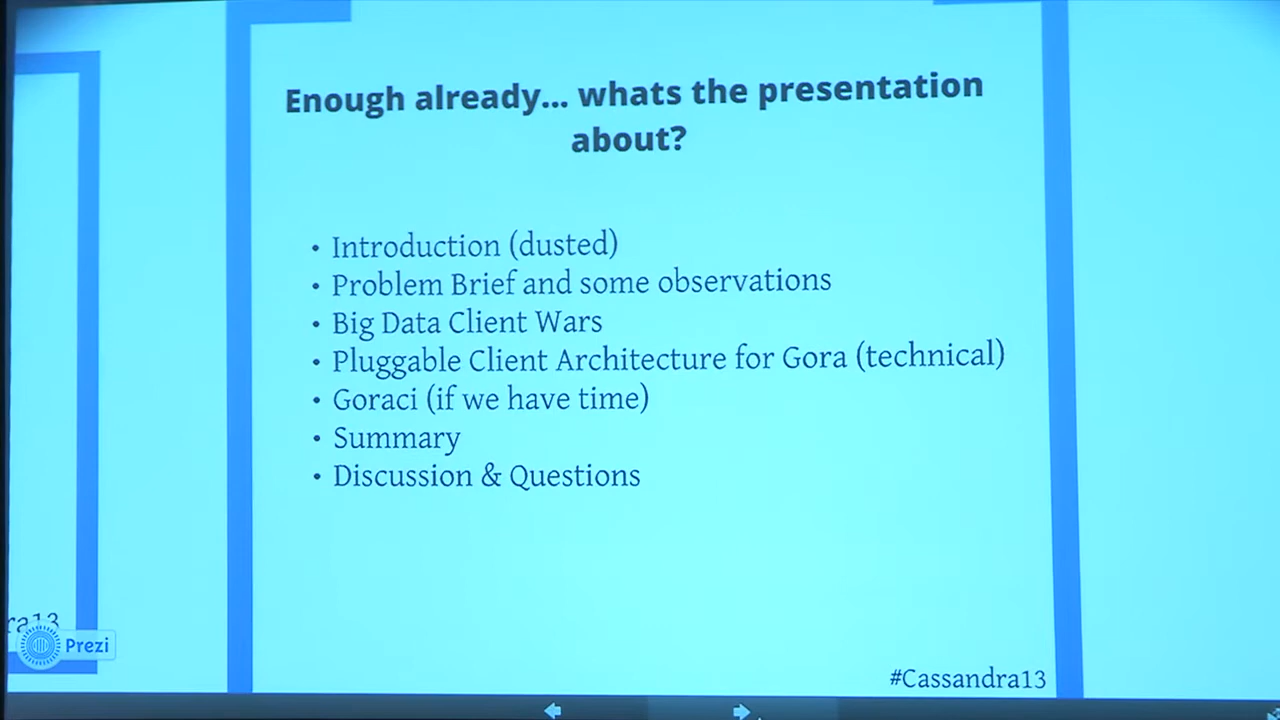 Enough already... whats the presentation
about?
• Introduction (dusted)
• Problem Brief and some observations
• Big Data Client Wars
• Pluggable Client Architecture for Gora (technical)
• Goraci (if we have time)
• Summary
• Discussion & Questions
#Cassandra13
ra13
Prezi